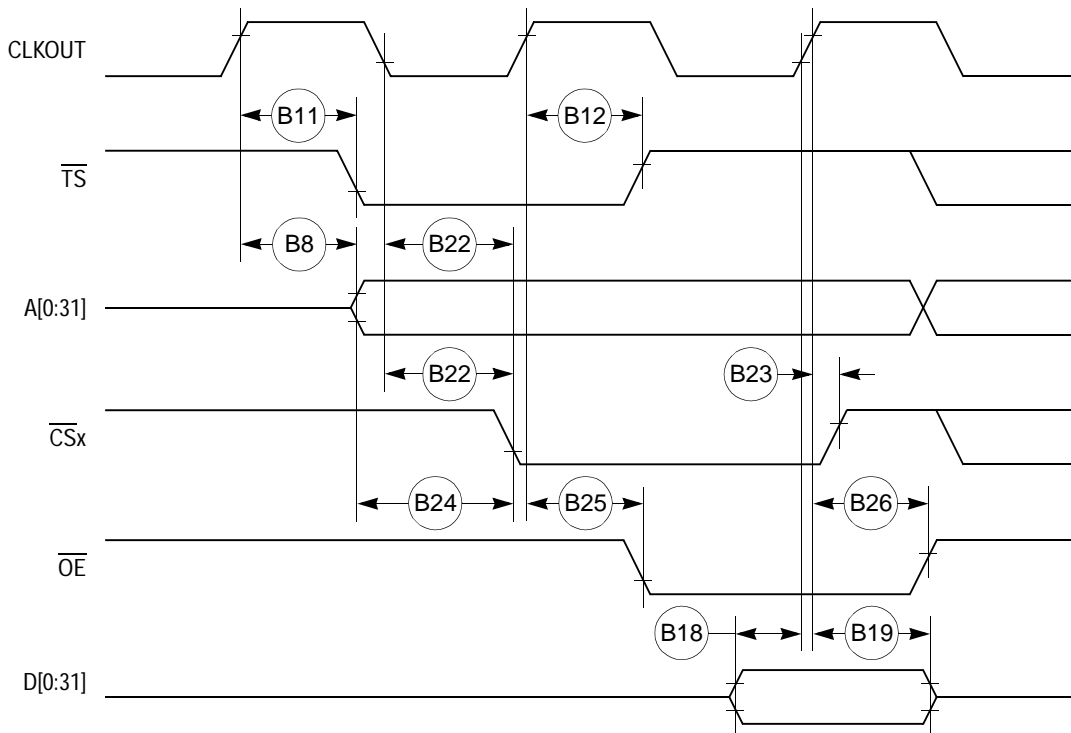 CLKOUT
B11
B12
TS
B8
B22
A[0:31]
B22
B23
CSx
B24
B25
B26
OE
B18
B19
D[0:31]